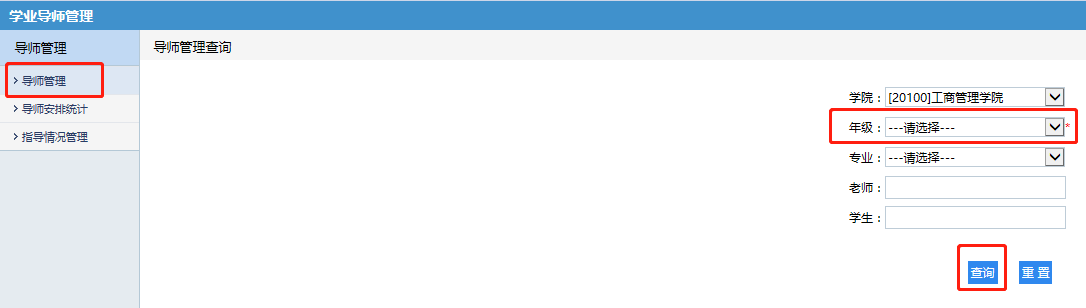 学业导师管理
导师管理
导师管理查询
导师管理
导师安排统计
指导情况管理
学院：[20100]工商管理学院
年级：---请选择---*
专业：---请选择---
老师：
学生：
查询 重 置